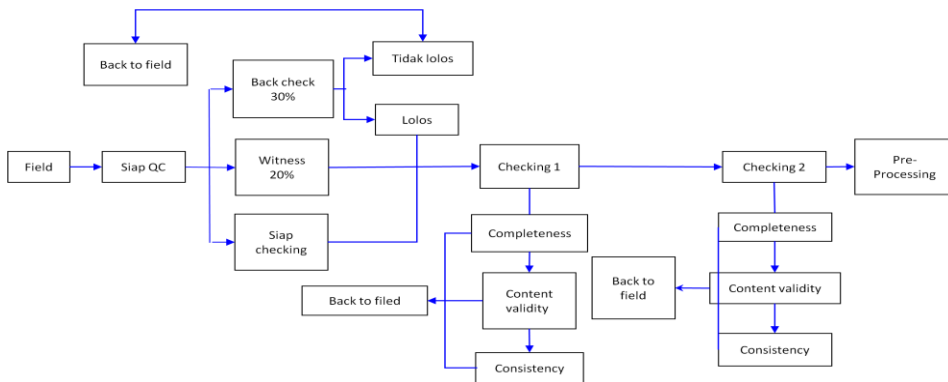 Back to field
Tidak lolos
Back check
30%
Lolos
Field
Siap QC
Witness
20%
Checking 1
Checking 2
Pre-
Processing
Siap
checking
Completeness
Completeness
Back to filed
Content
validity
Back to
field
Content validity
Consistency
Consistency